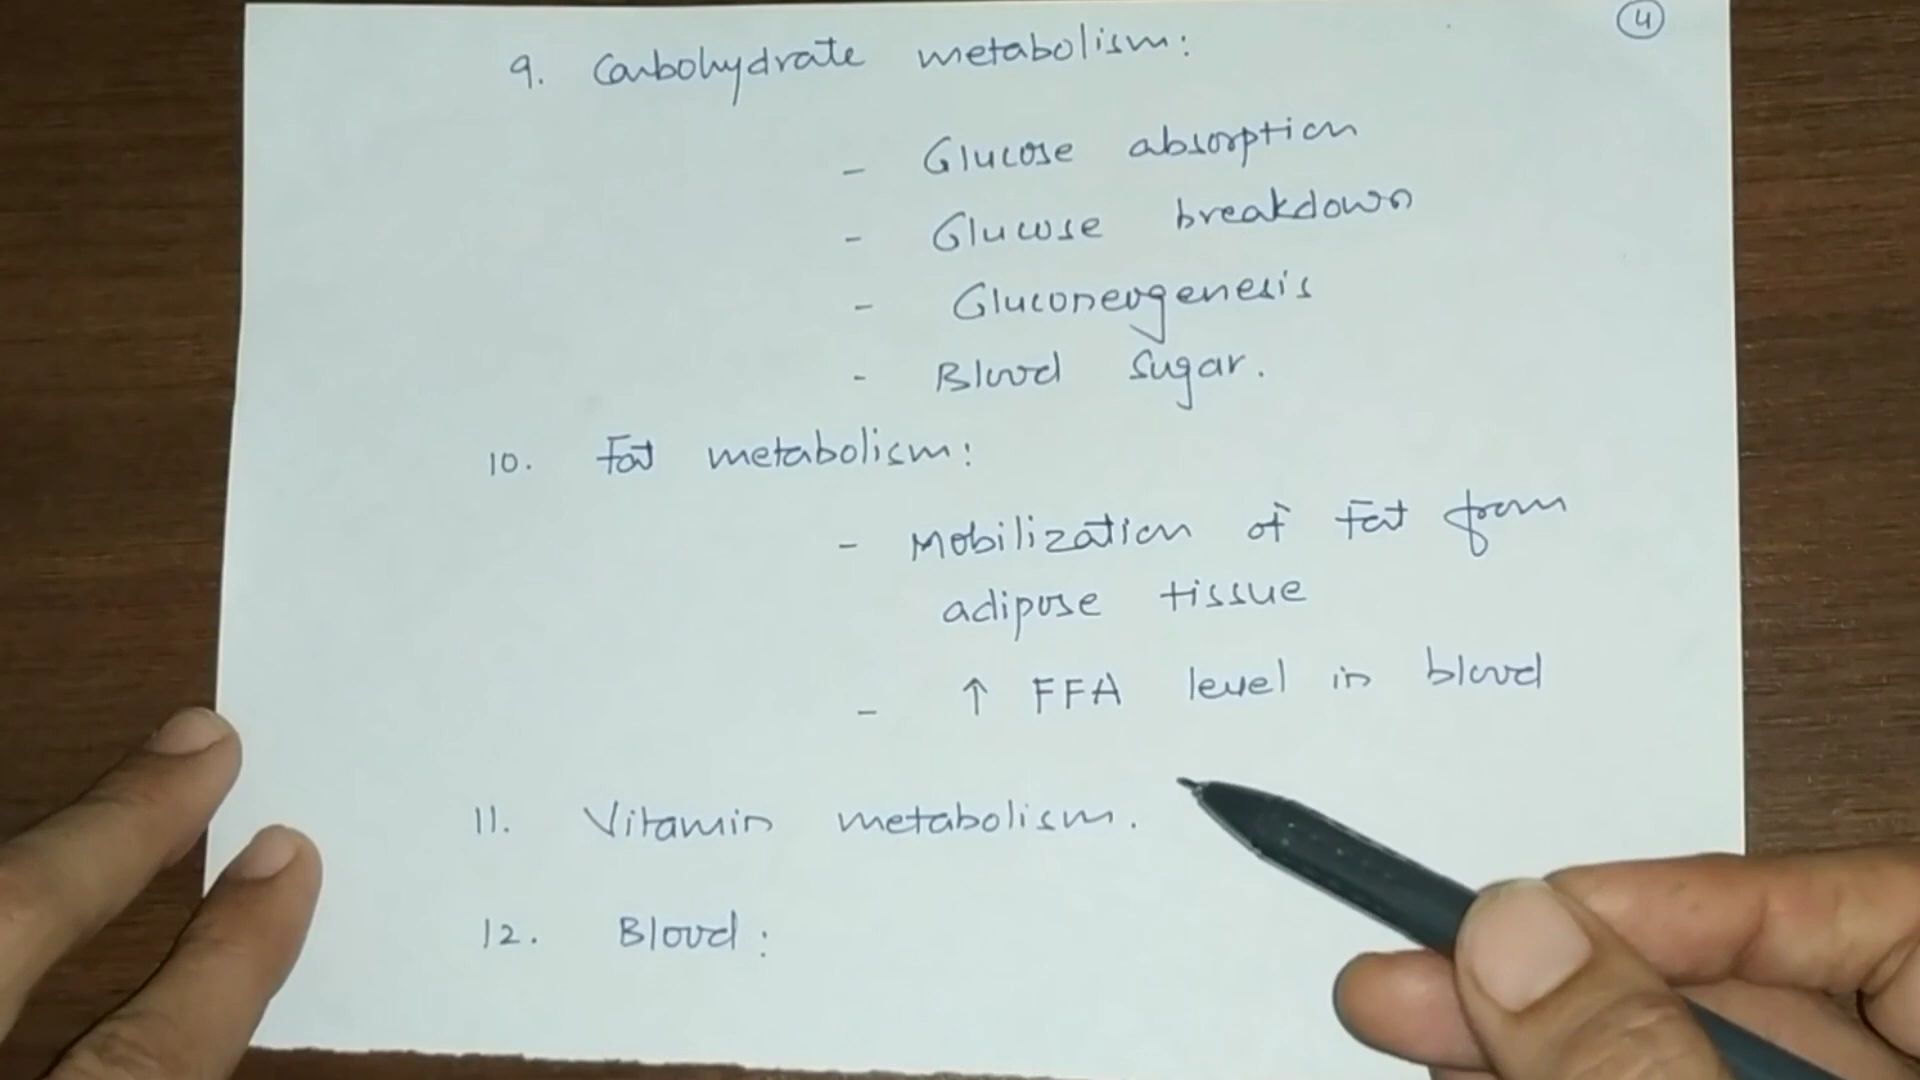 4
9. Carbohydrate metabolism:
- Glucose absorption
- Glucose breakdown
- Gluconeogenesis
- Blood sugar.
10. Fat metabolism:
- Mobilization of Fat from
adipose tissue
- ↑ FFA level in blood
11. Vitamin metabolism.
12. Blood: